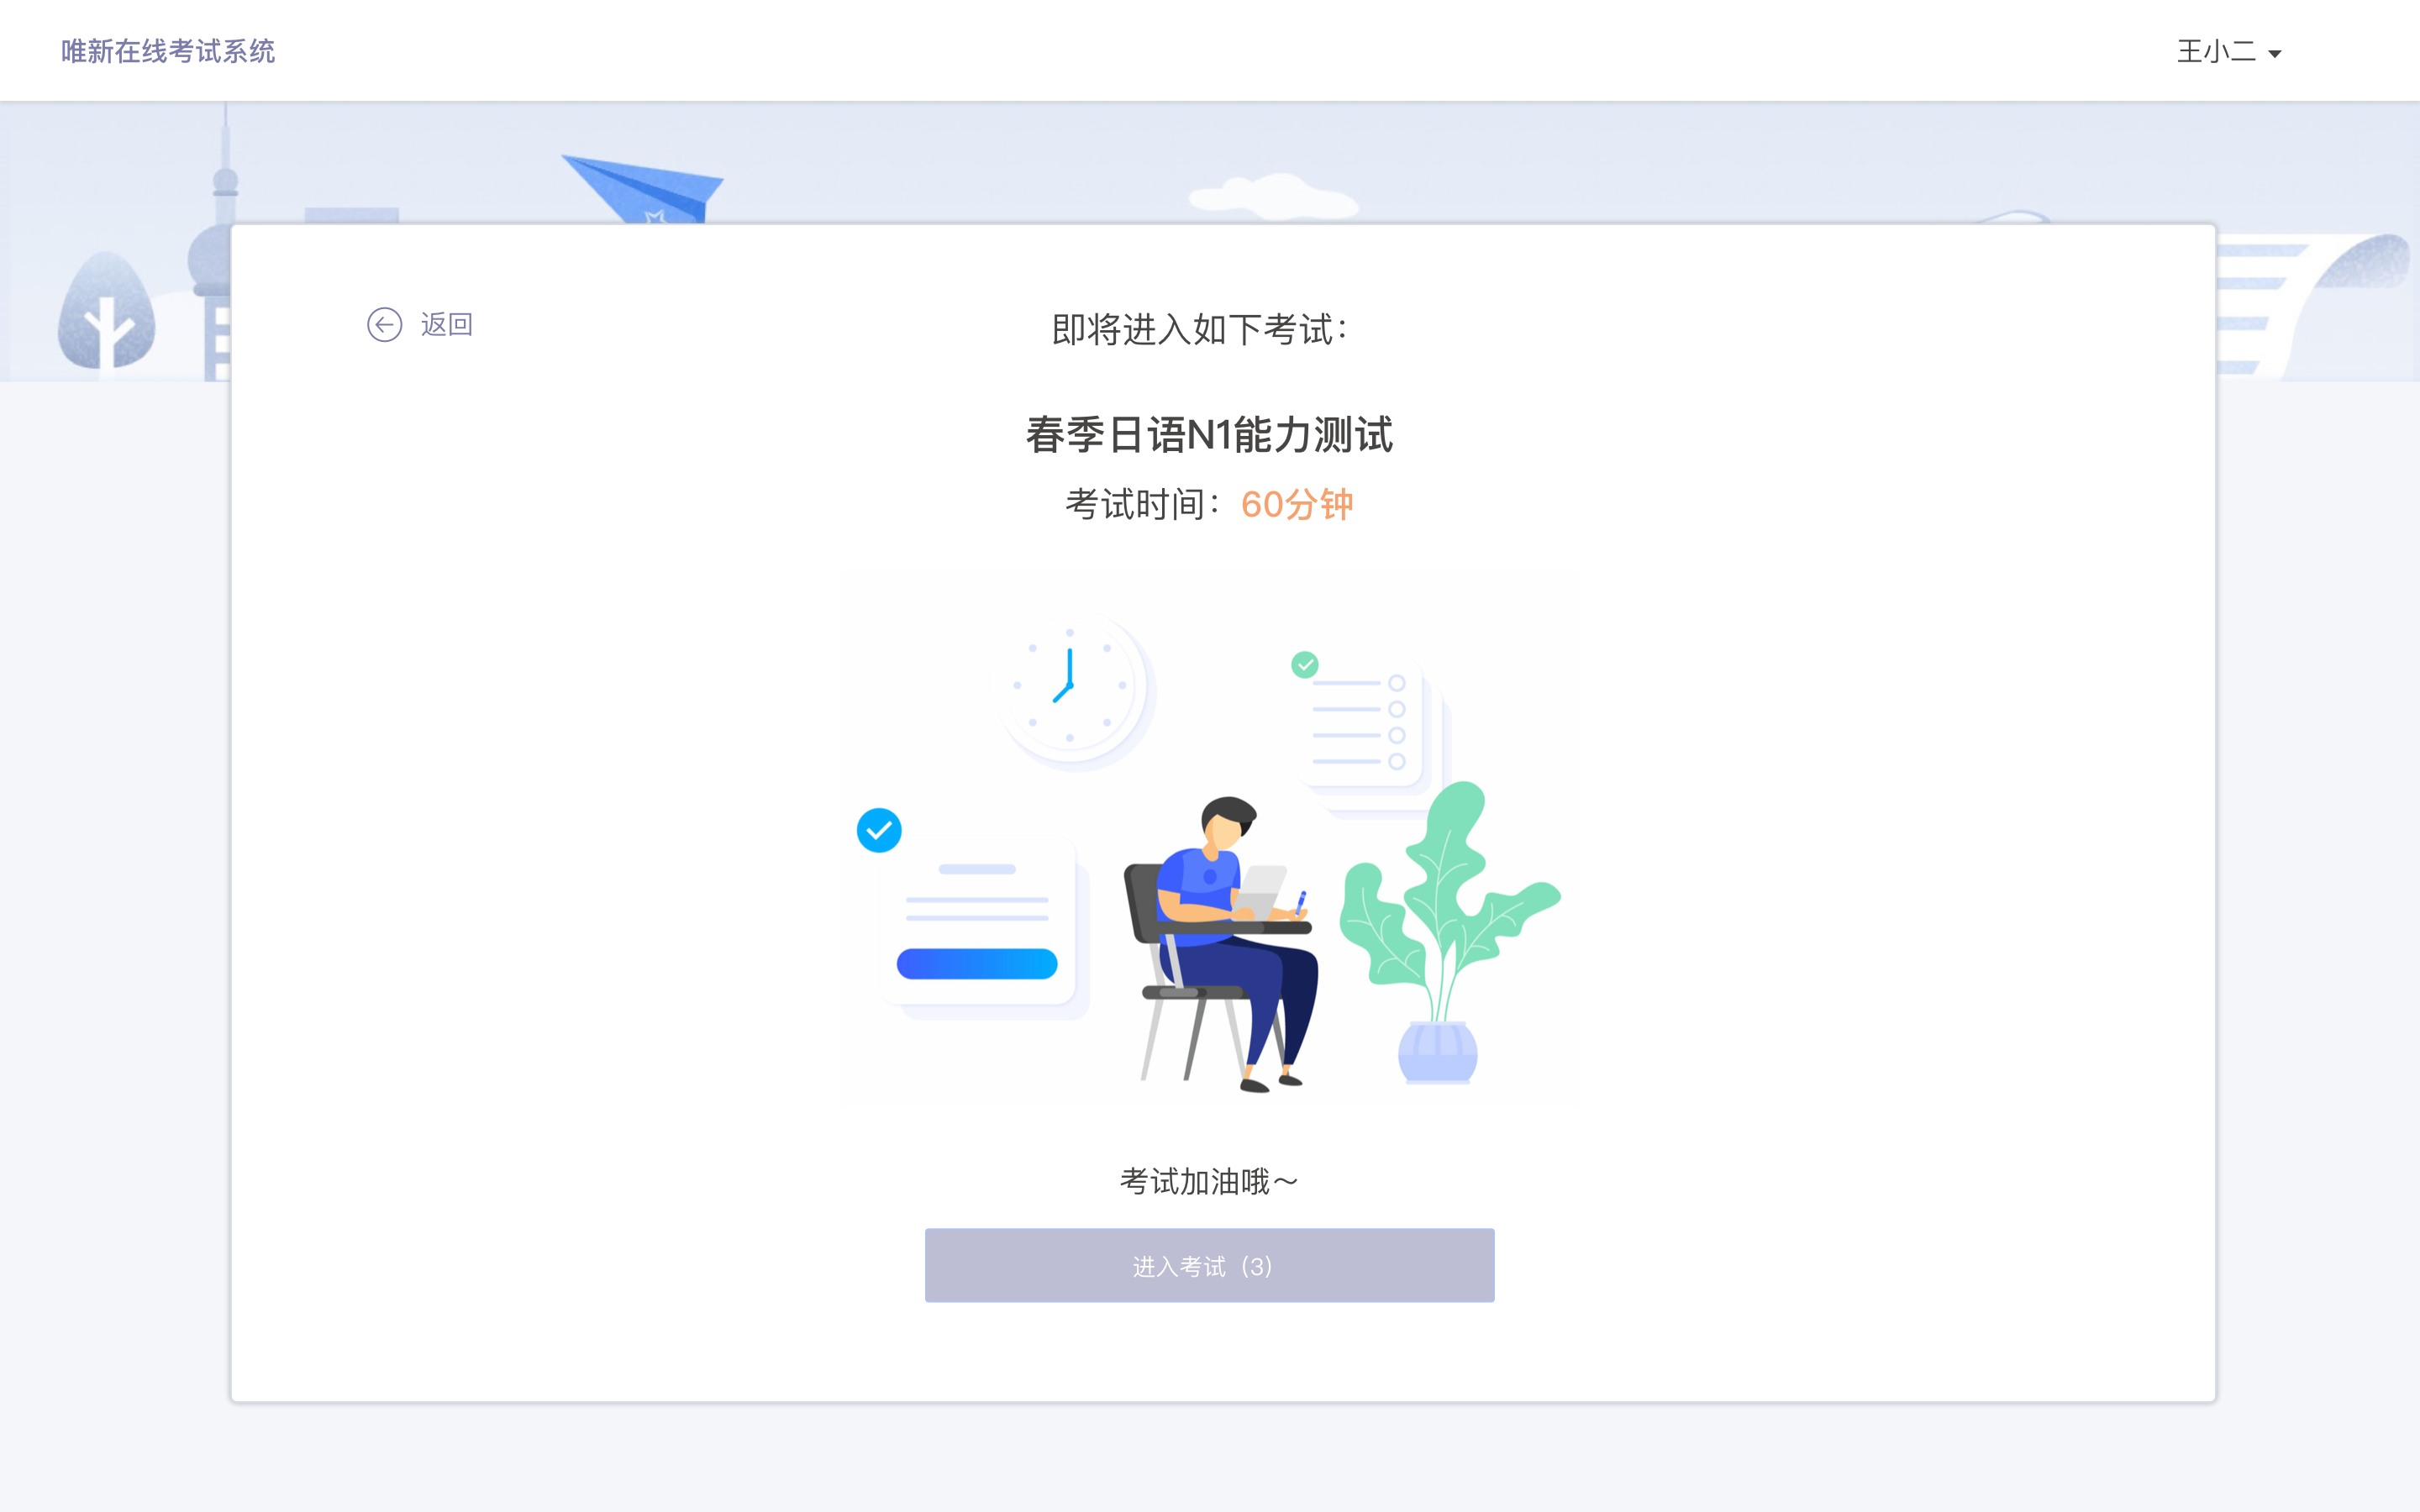 唯新在线考试系统
王小二
返回
即将进入如下考试：
春季日语N1能力测试
考试时间：60分钟
考试加油哦～
进入考试（3）